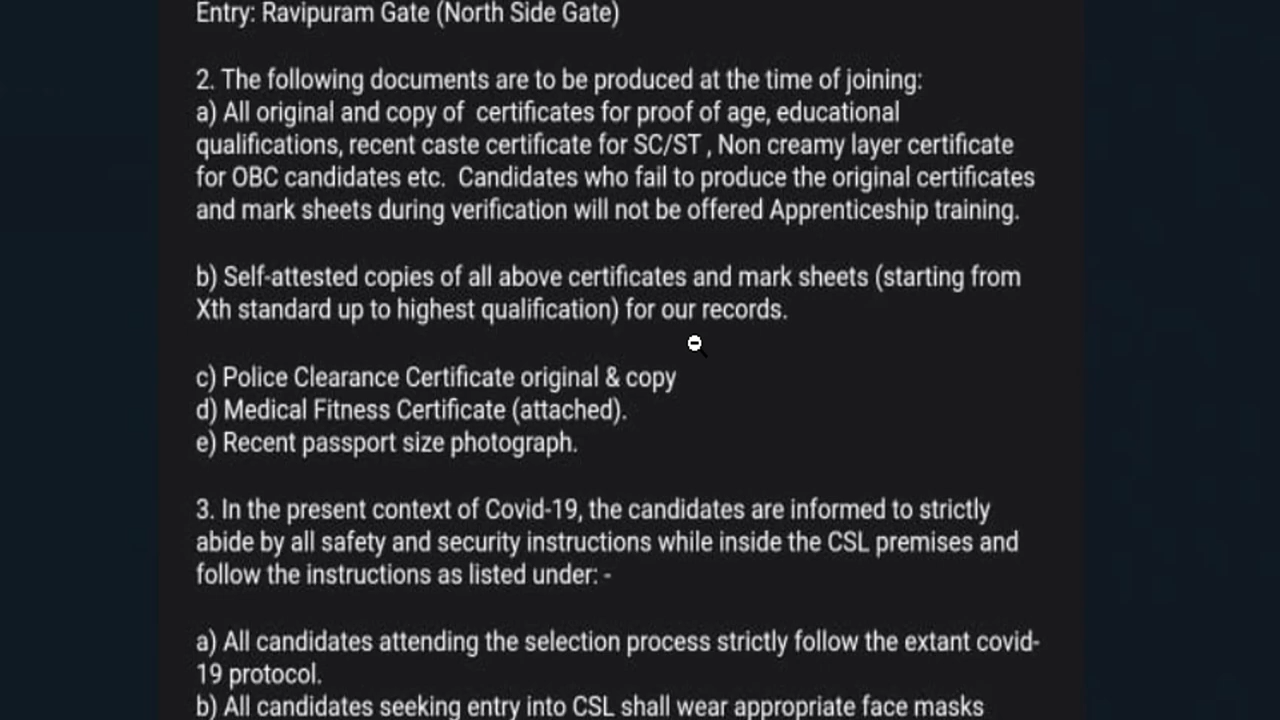 Entry: Ravipuram Gate (North Side Gate)
2. The following documents are to be produced at the time of joining:
a) All original and copy of  certificates for proof of age, educational
qualifications, recent caste certificate for SC/ST , Non creamy layer certificate
for OBC candidates etc.  Candidates who fail to produce the original certificates
and mark sheets during verification will not be offered Apprenticeship training.
b) Self-attested copies of all above certificates and mark sheets (starting from
Xth standard up to highest qualification) for our records.
c) Police Clearance Certificate original & copy
d) Medical Fitness Certificate (attached).
e) Recent passport size photograph.
3. In the present context of Covid-19, the candidates are informed to strictly
abide by all safety and security instructions while inside the CSL premises and
follow the instructions as listed under: -
a) All candidates attending the selection process strictly follow the extant covid-
19 protocol.
b) All candidates seeking entry into CSL shall wear appropriate face masks